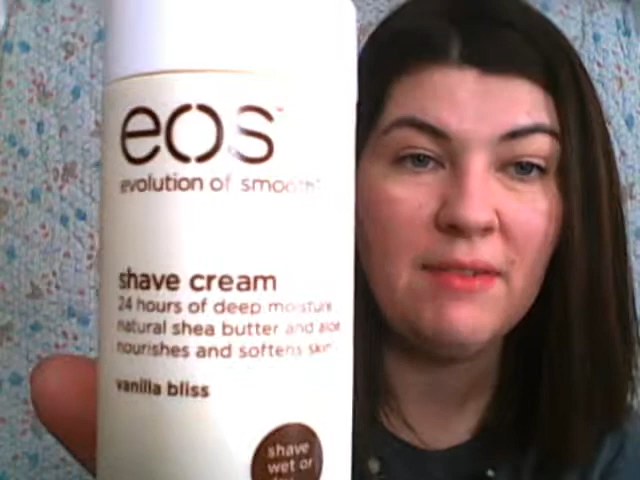 eos
evolution of smooth
shave cream
24 hours of deep moisture
natural shea butter and aloe
nourishes and softens skin
vanilla bliss
shave
wet or